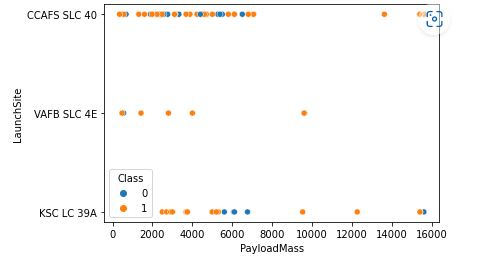 CCAFS SLC 40
VAFB SLC 4E
KSC LC 39A
LaunchSite
Class
0
1
0 2000 4000 6000 8000 10000 12000 14000 16000
PayloadMass